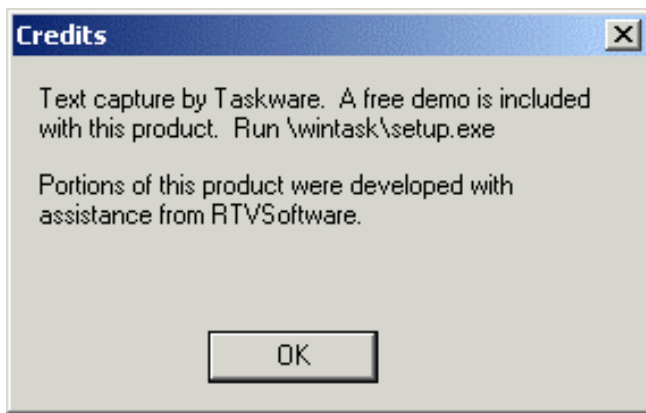 Credits
Text capture by Taskware.  A free demo is included
with this product.  Run \wintask\setup.exe
Portions of this product were developed with
assistance from RTVSoftware.
OK